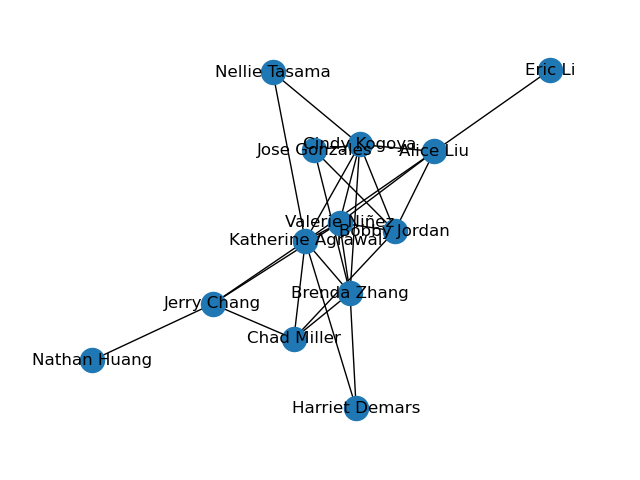 Nellie Tasama
Eric Li
Cindy Kogoya
Jose Gonzales
Alice Liu
Valerie Niñez
Bobby Jordan
Katherine Agrawal
Brenda Zhang
Jerry Chang
Chad Miller
Nathan Huang
Harriet Demars